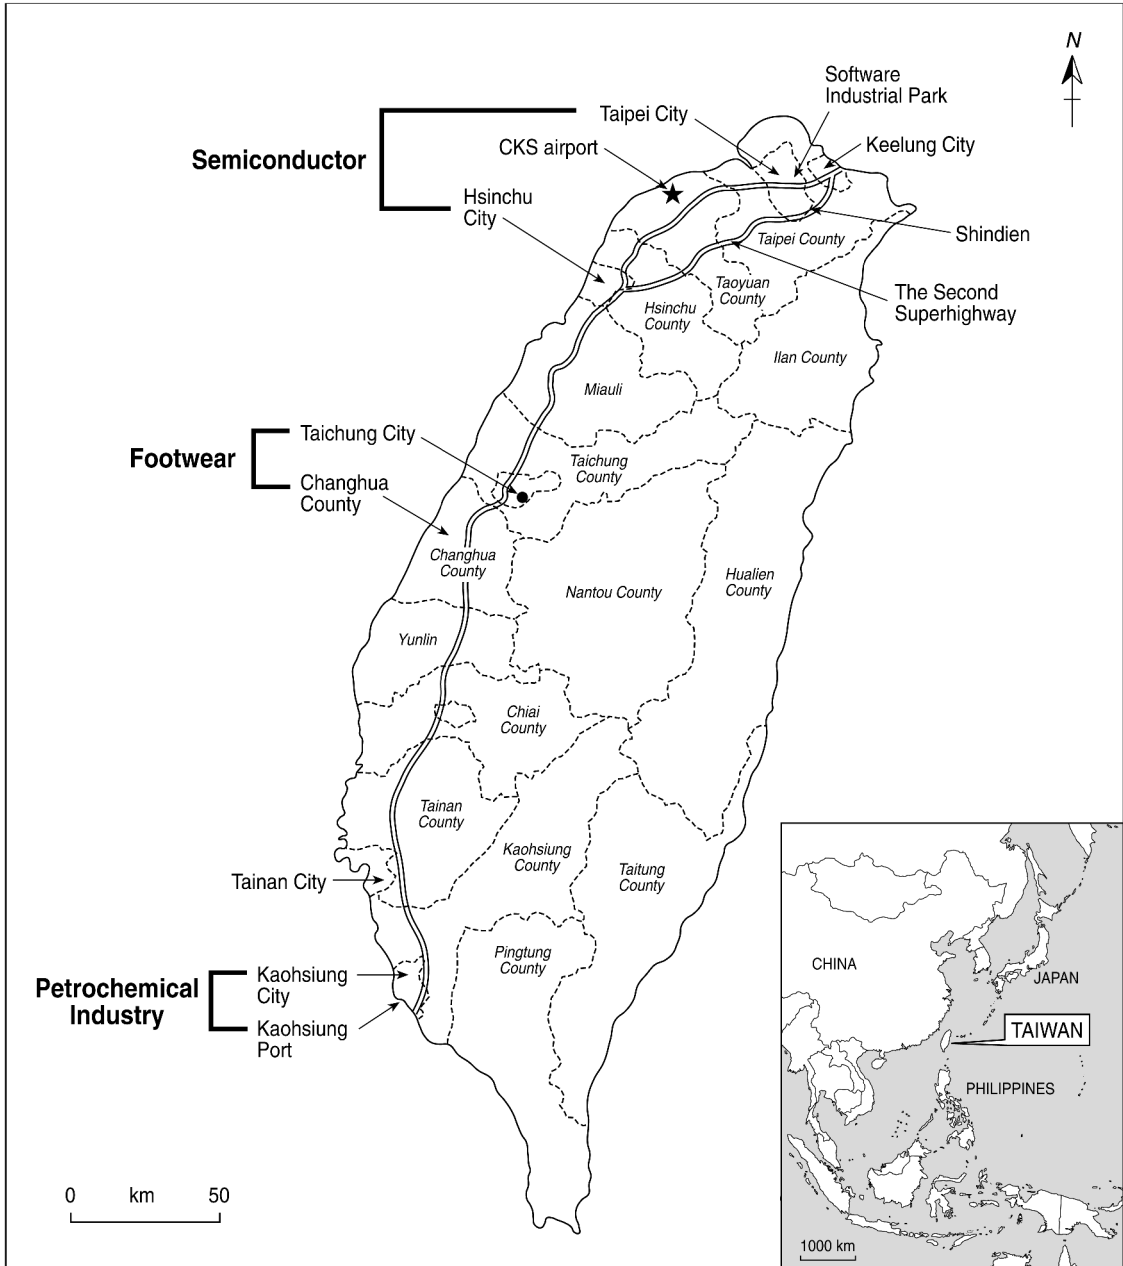 N
Software
Industrial Park
Taipei City
CKS airport
Keelung City
Semiconductor
Hsinchu
City
Shindien
Taipei County
The Second
Superhighway
Taoyuan
County
Hsinchu
County
Ilan County
Miauli
Taichung City
Footwear
Changhua
County
Taichung
County
Changhua
County
Nantou County
Hualien
County
Yunlin
Chiai
County
Tainan
County
Kaohsiung
County
Taitung
County
Tainan City
Pingtung
County
Petrochemical
Industry
Kaohsiung
City
Kaohsiung
Port
0 km 50
CHINA
JAPAN
TAIWAN
PHILIPPINES
1000 km